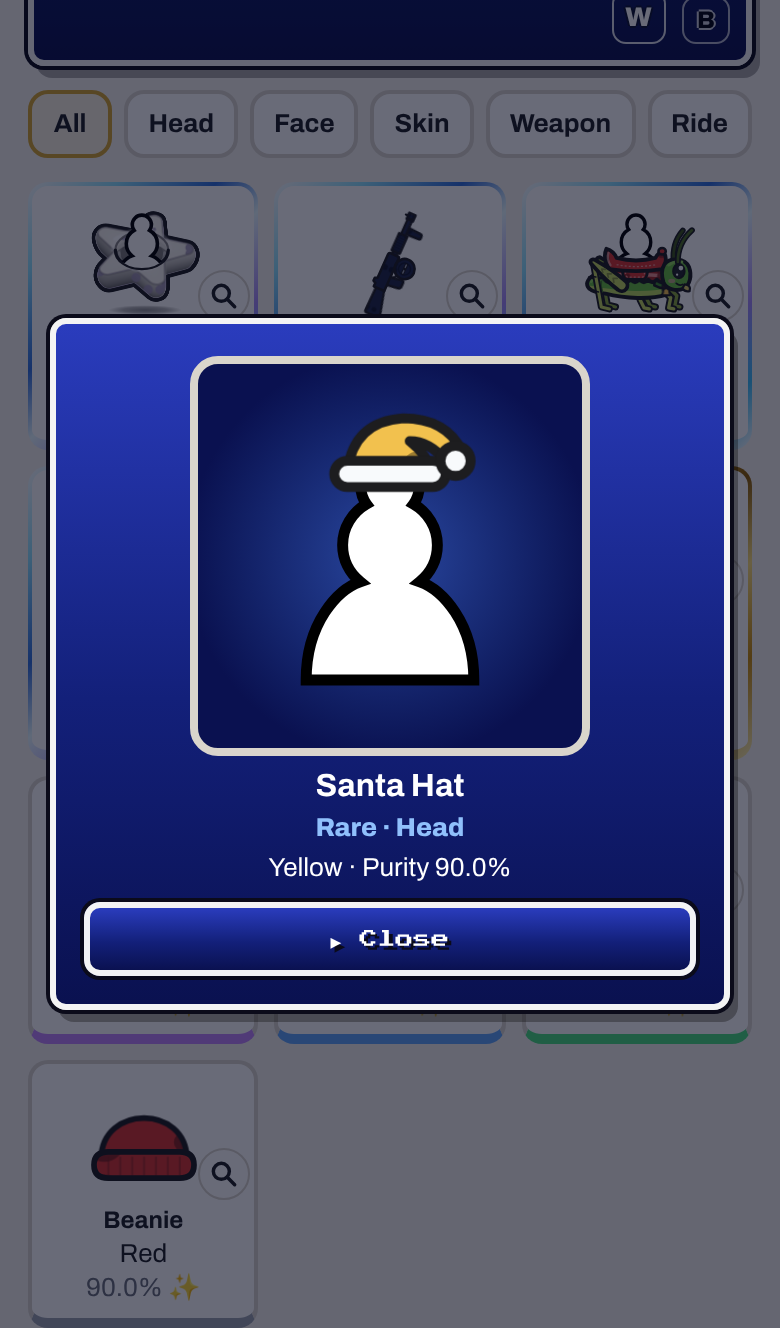 W B
All Head Face Skin Weapon Ride
Santa Hat
Rare · Head
Yellow · Purity 90.0%
▸ Close
Beanie
Red
90.0% ✨